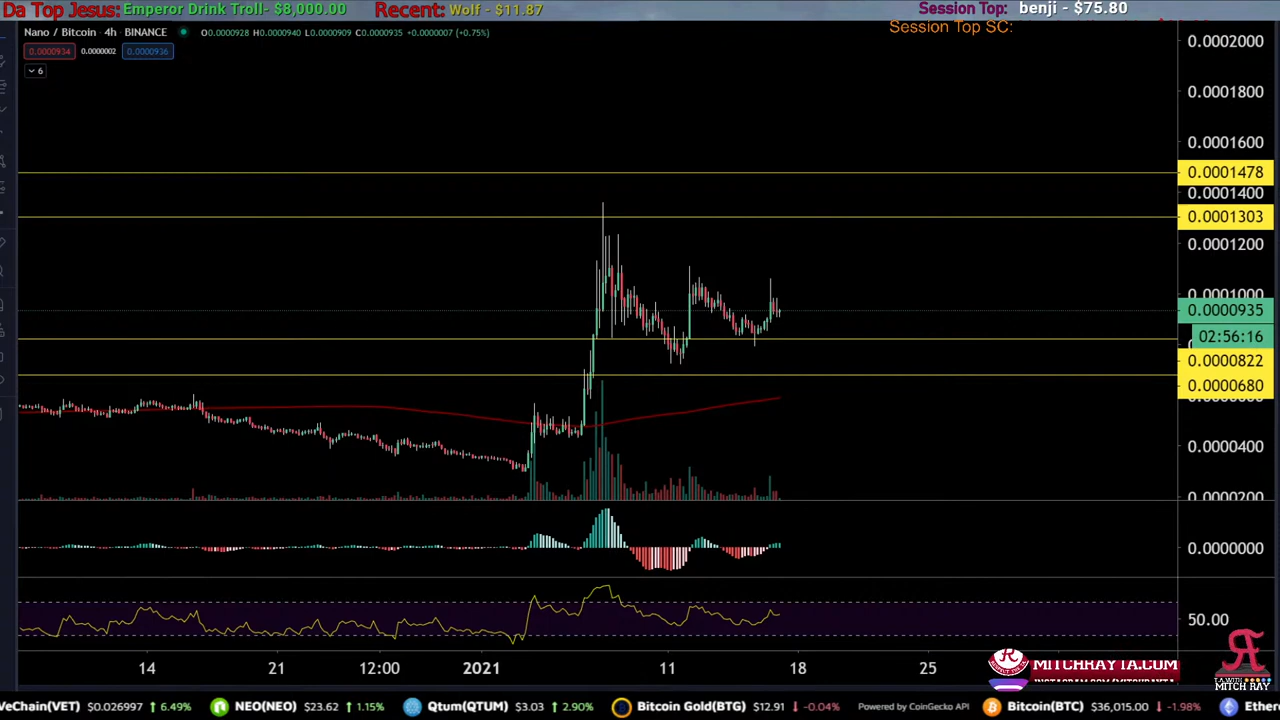 Da Top Jesus: Emperor Drink Troll- $8,000.00 Recent: Wolf - $11.87 Session Top: benji - $75.80
Session Top SC:
Nano / Bitcoin · 4h · BINANCE O0.0000928 H0.0000940 L0.0000909 C0.0000935 +0.0000007 (+0.75%)
0.0000934 0.0000002 0.0000936
6
0.0002000
0.0001800
0.0001600
0.0001478
0.0001400
0.0001303
0.0001200
0.0001000
0.0000935
02:56:16
0.0000822
0.0000680
0.0000400
0.0000200
0.0000000
50.00
14 21 12:00 2021 11 18 25
MITCHRAYTA.COM
INSTAGRAM.COM/MITCHRAYTA
T.A. WITH
MITCH RAY
VeChain(VET) $0.026997 6.49% NEO(NEO) $23.62 1.15% Qtum(QTUM) $3.03 2.90% Bitcoin Gold(BTG) $12.91 -0.04% Powered by CoinGecko API Bitcoin(BTC) $36,015.00 -1.98% Ethe